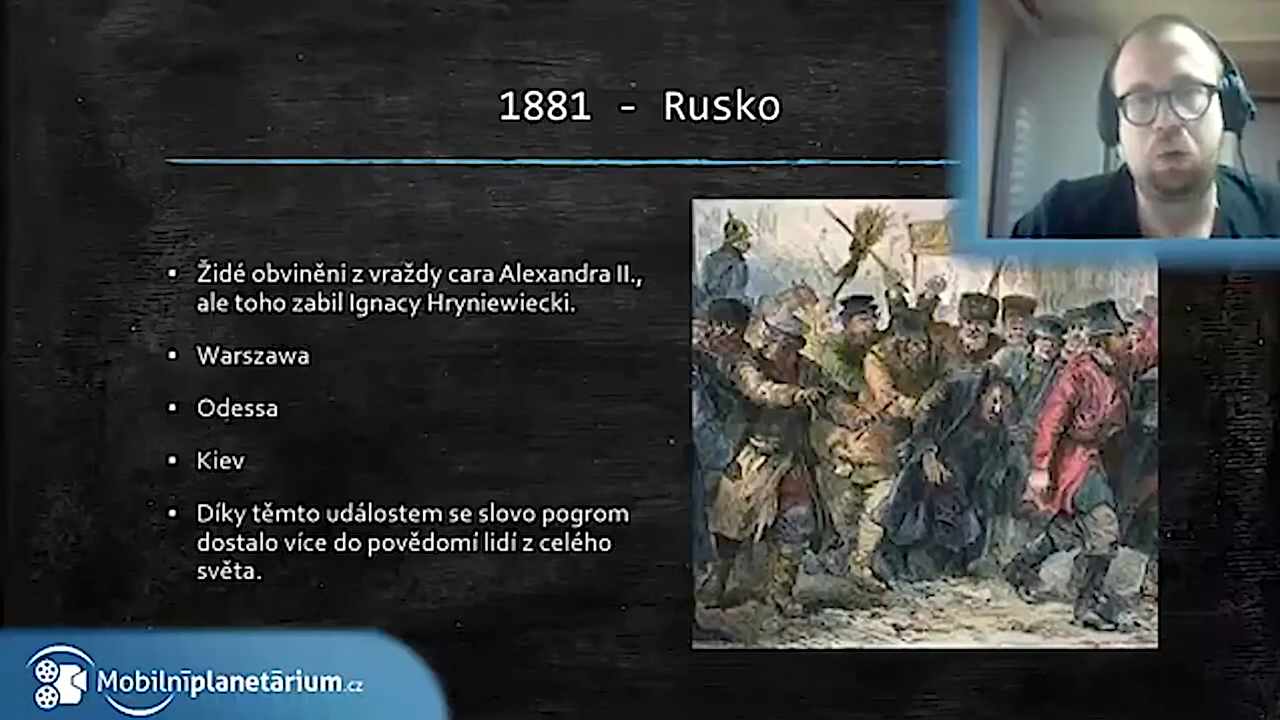 1881 - Rusko
Židé obviněni z vraždy cara Alexandra II.,
ale toho zabil Ignacy Hryniewiecki.
Warszawa
Odessa
Kiev
Díky těmto událostem se slovo pogrom
dostalo více do povědomí lidí z celého
světa.
Mobilnīplanetārium.cz